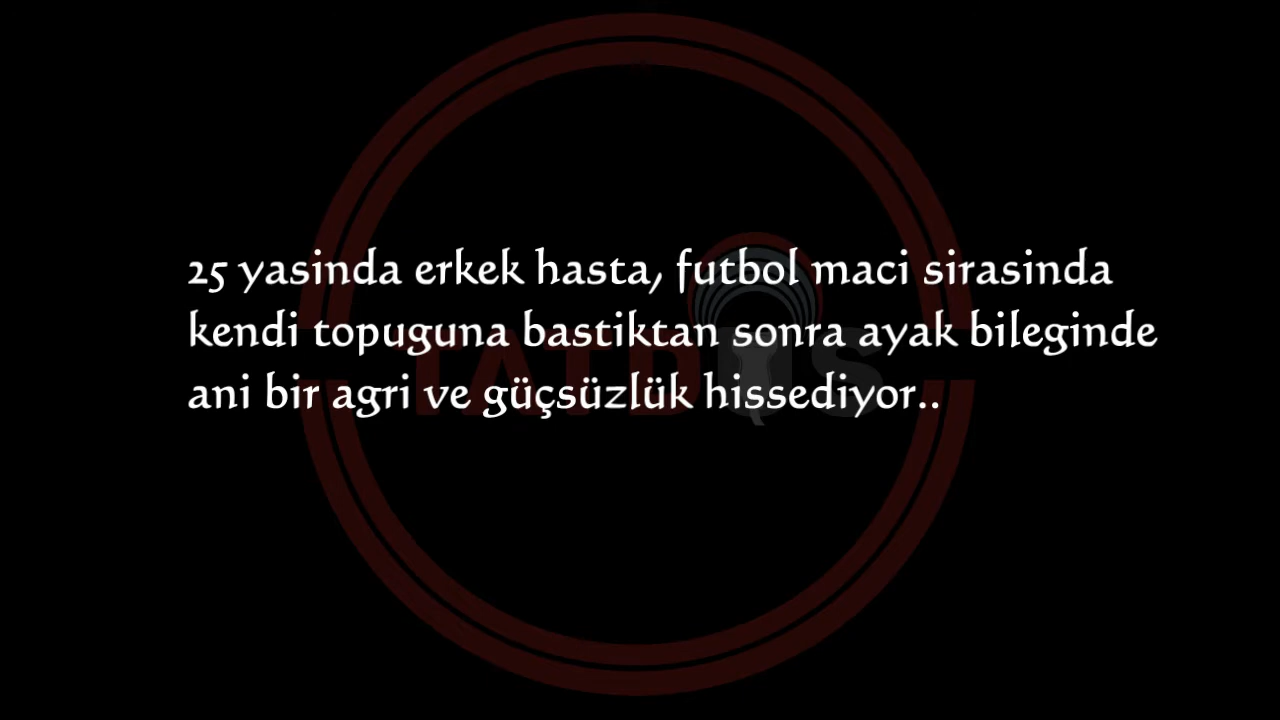 25 yasinda erkek hasta, futbol maci sirasinda
kendi topuguna bastiktan sonra ayak bileginde
ani bir agri ve güçsüzlük hissediyor..
TATDUS